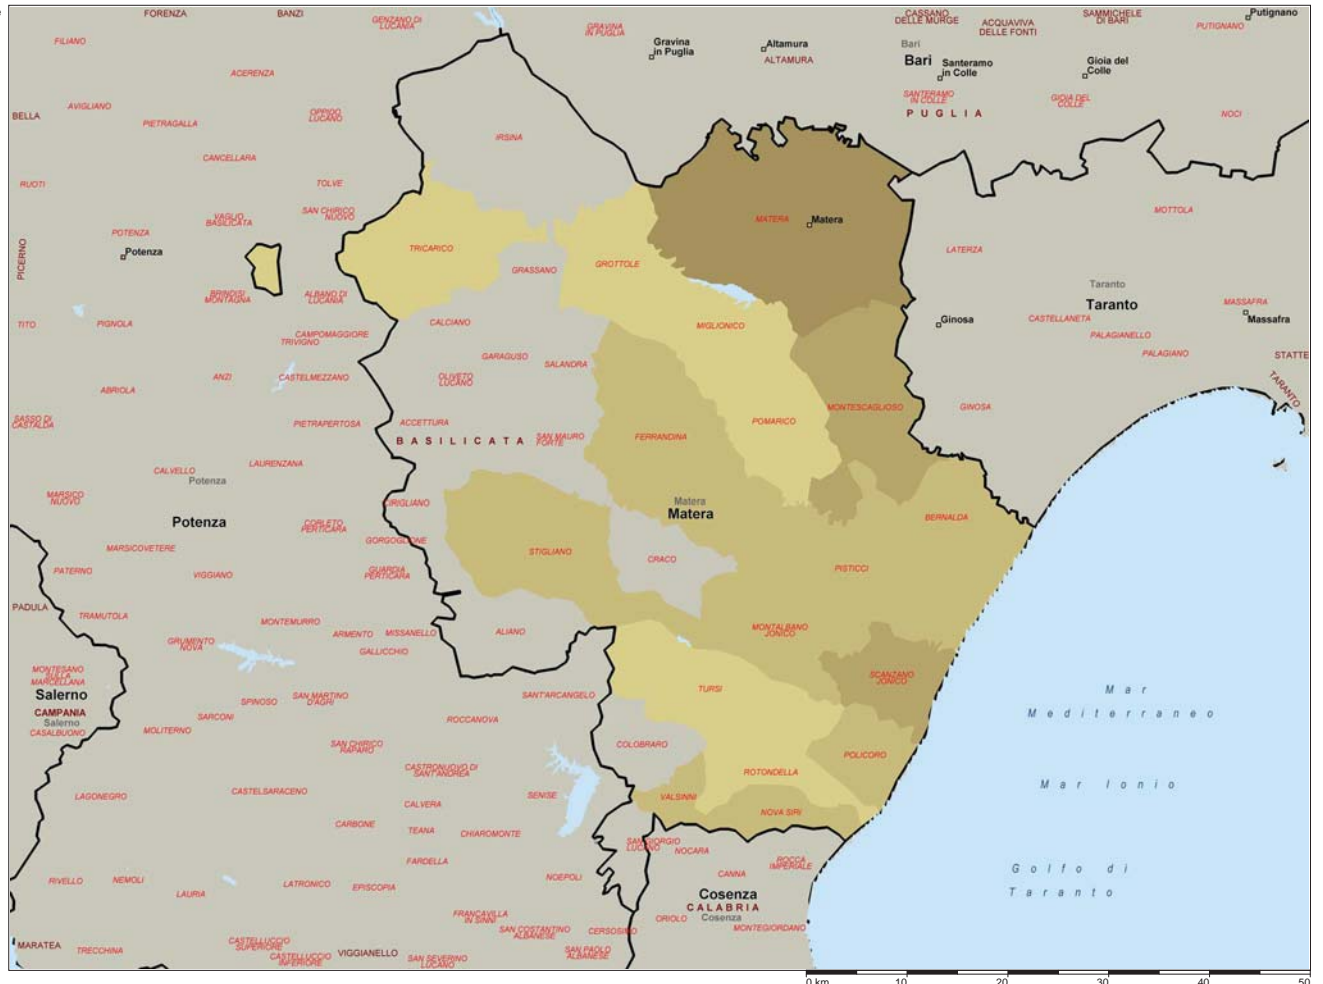 FORENZA
BANZI
GENZANO DI
LUCANIA
GRAVINA
IN PUGLIA
CASSANO
DELLE MURGE
ACQUAVIVA
DELLE FONTI
SAMMICHELE
DI BARI
PUTIGNANO
Putignano
FILIANO
Gravina
in Puglia
Altamura
ALTAMURA
Bari
Bari
Santeramo
in Colle
Gioia del
Colle
ACERENZA
AVIGLIANO
BELLA
PIETRAGALLA
OPPIDO
LUCANO
IRSINA
SANTERAMO
IN COLLE
PUGLIA
GIOIA DEL
COLLE
NOCI
CANCELLARA
RUOTI
TOLVE
VAGLIO
BASILICATA
SAN CHIRICO
NUOVO
POTENZA
Potenza
PICERNO
TRICARICO
GRASSANO
GROTTOLE
MATERA
Matera
MOTTOLA
LATERZA
BRINDISI
MONTAGNA
ALBANO DI
LUCANIA
Taranto
Taranto
MASSAFRA
Massafra
TITO
PIGNOLA
CALCIANO
MIGLIONICO
Ginosa
CASTELLANETA
PALAGIANELLO
PALAGIANO
STATTE
TARANTO
CAMPOMAGGIORE
TRIVIGNO
GARAGUSO
SALANDRA
ABRIOLA
ANZI
CASTELMEZZANO
OLIVETO
LUCANO
SASSO DI
CASTALDA
PIETRAPERTOSA
ACCETTURA
BASILICATA
SAN MAURO
FORTE
FERRANDINA
POMARICO
MONTESCAGLIOSO
GINOSA
CALVELLO
LAURENZANA
Potenza
Potenza
MARSICO
NUOVO
CIRIGLIANO
Matera
Matera
BERNALDA
CORLETO
PERTICARA
GORGOGLIONE
MARSICOVETERE
STIGLIANO
CRACO
PISTICCI
PATERNO
VIGGIANO
GUARDIA
PERTICARA
PADULA
TRAMUTOLA
MONTEMURRO
ARMENTO
MISSANELLO
ALIANO
MONTALBANO
JONICO
GRUMENTO
NOVA
GALLICCHIO
MONTESANO
SULLA
MARCELLANA
Salerno
CAMPANIA
Salerno
CASALBUONO
SCANZANO
JONICO
TURSI
SPINOSO
SAN MARTINO
D'AGRI
SANT'ARCANGELO
SARCONI
MOLITERNO
ROCCANOVA
Mar
Mediterraneo
SAN CHIRICO
RAPARO
COLOBRARO
POLICORO
CASTRONUOVO DI
SANT'ANDREA
ROTONDELLA
Mar Ionio
LAGONEGRO
CASTELSARACENO
CALVERA
SENISE
VALSINNI
NOVA SIRI
CARBONE
TEANA
CHIAROMONTE
SAN GIORGIO
LUCANO
NOCARA
ROCCA
IMPERIALE
FARDELLA
CANNA
Golfo di
Taranto
RIVELLO
NEMOLI
LAURIA
LATRONICO
EPISCOPIA
NOEPOLI
Cosenza
CALABRIA
Cosenza
ORIOLO
MONTEGIORDANO
FRANCAVILLA
IN SINNI
SAN COSTANTINO
ALBANESE
CERSOSIMO
MARATEA
TRECCHINA
CASTELLUCCIO
SUPERIORE
CASTELLUCCIO
INFERIORE
VIGGIANELLO
SAN SEVERINO
LUCANO
SAN PAOLO
ALBANESE
0 km 10 20 30 40 50